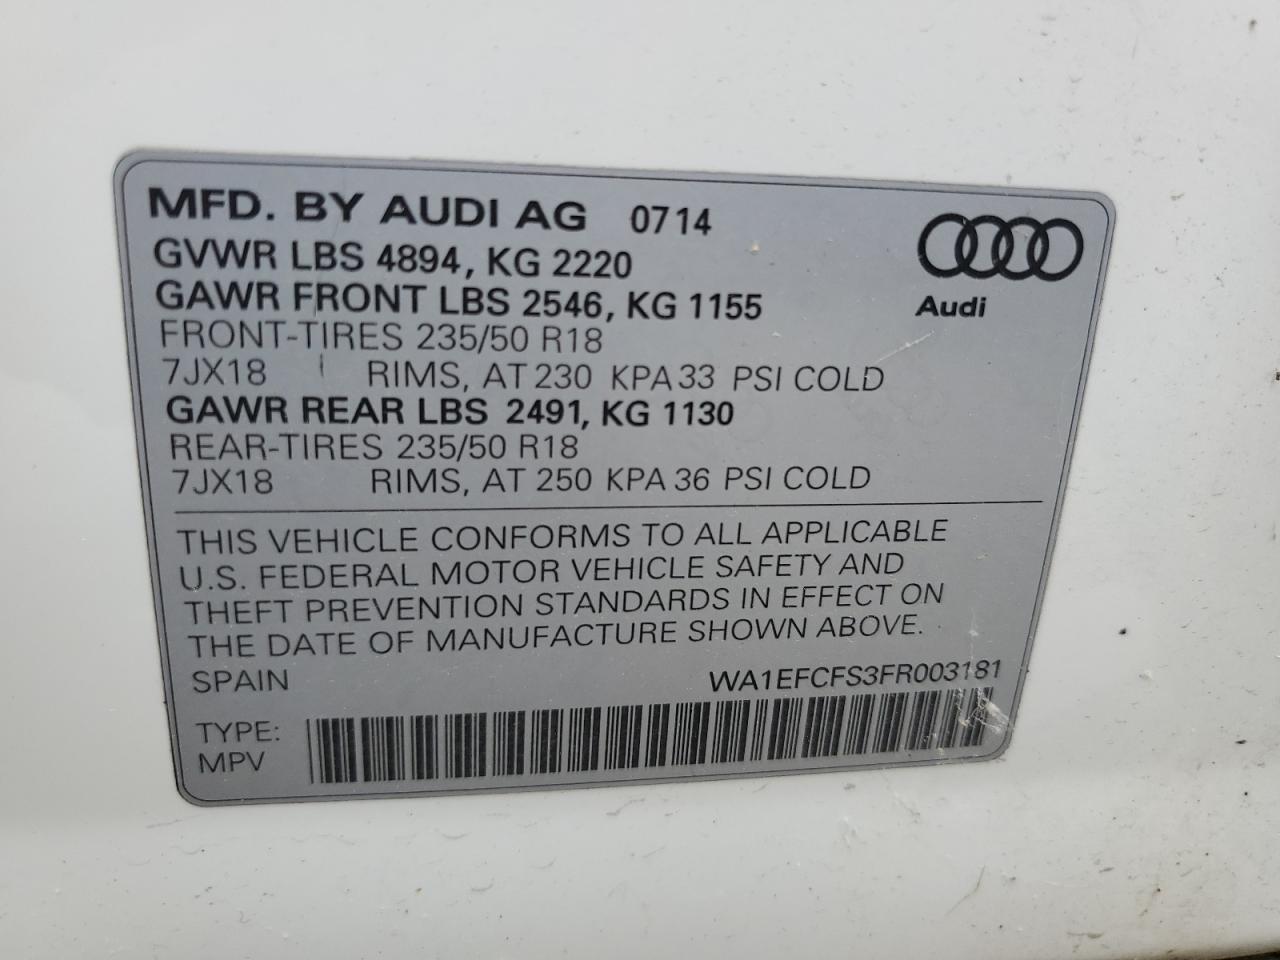 MFD. BY AUDI AG 0714
GVWR LBS 4894, KG 2220
GAWR FRONT LBS 2546, KG 1155
Audi
FRONT-TIRES 235/50 R18
7JX18 RIMS, AT 230 KPA 33 PSI COLD
GAWR REAR LBS 2491, KG 1130
REAR-TIRES 235/50 R18
7JX18 RIMS, AT 250 KPA 36 PSI COLD
THIS VEHICLE CONFORMS TO ALL APPLICABLE
U.S. FEDERAL MOTOR VEHICLE SAFETY AND
THEFT PREVENTION STANDARDS IN EFFECT ON
THE DATE OF MANUFACTURE SHOWN ABOVE.
SPAIN WA1EFCFS3FR003181
TYPE:
MPV